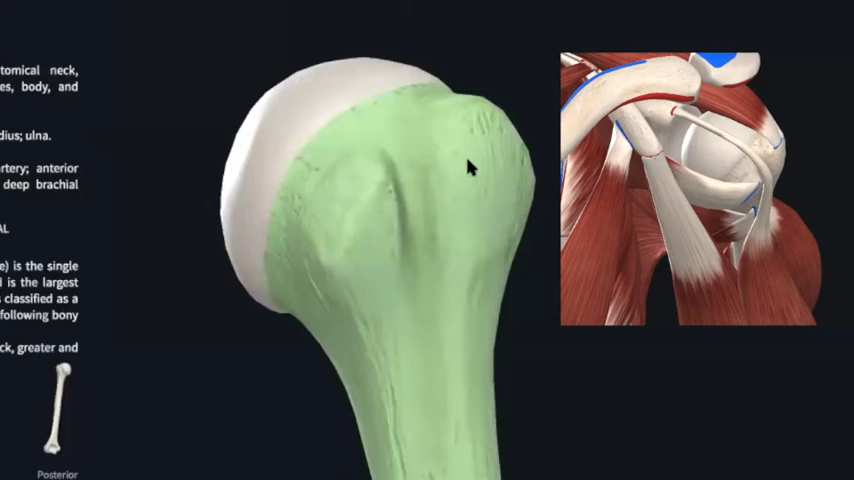 tomical neck,
es, body, and
dius; ulna.
rtery; anterior
deep brachial
AL
e) is the single
is the largest
classified as a
following bony
ck, greater and
Posterior